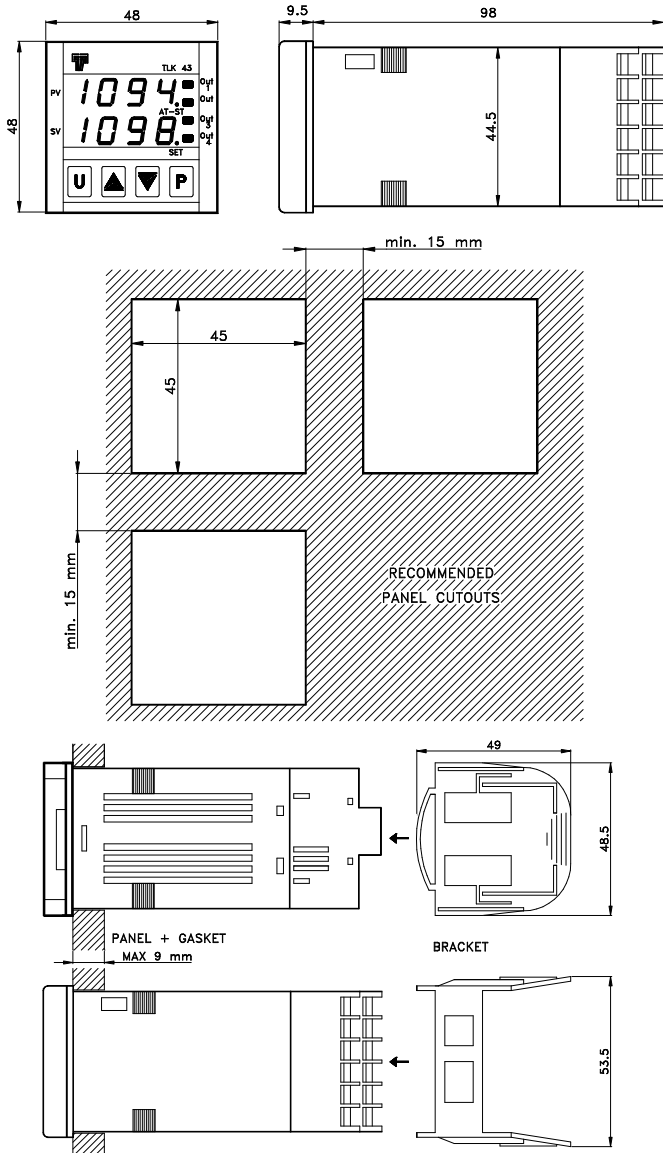 48
9.5
98
48
TLK 43
PV
1094.
Out
1
Out
AT-ST
SV
1098.
Out
3
Out
4
SET
U
P
44.5
min. 15 mm
45
45
min. 15 mm
RECOMMENDED
PANEL CUTOUTS
49
48.5
PANEL + GASKET
MAX 9 mm
BRACKET
53.5